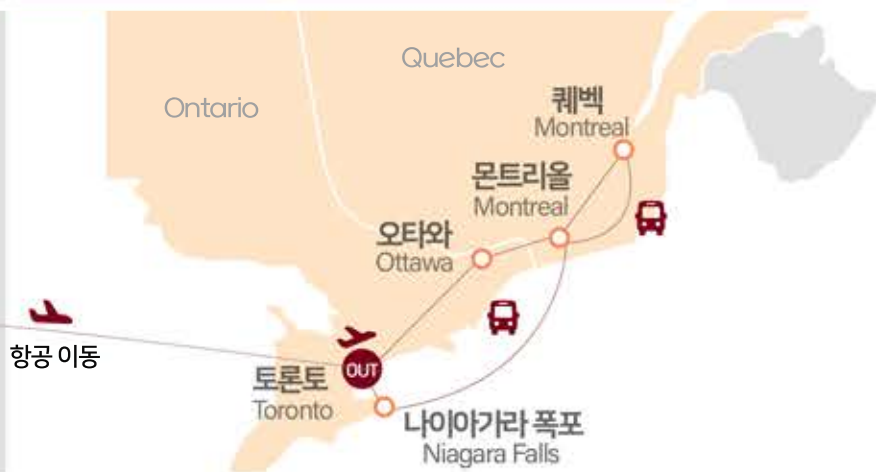 Quebec
Ontario
퀘벡
Montreal
몬트리올
Montreal
오타와
Ottawa
항공 이동
OUT
토론토
Toronto
나이아가라 폭포
Niagara Falls